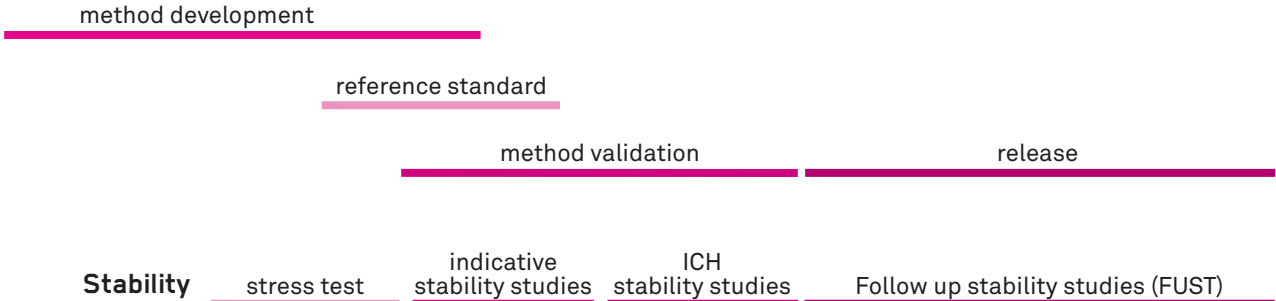 method development
reference standard
method validation
release
Stability
stress test
indicative
stability studies
ICH
stability studies
Follow up stability studies (FUST)